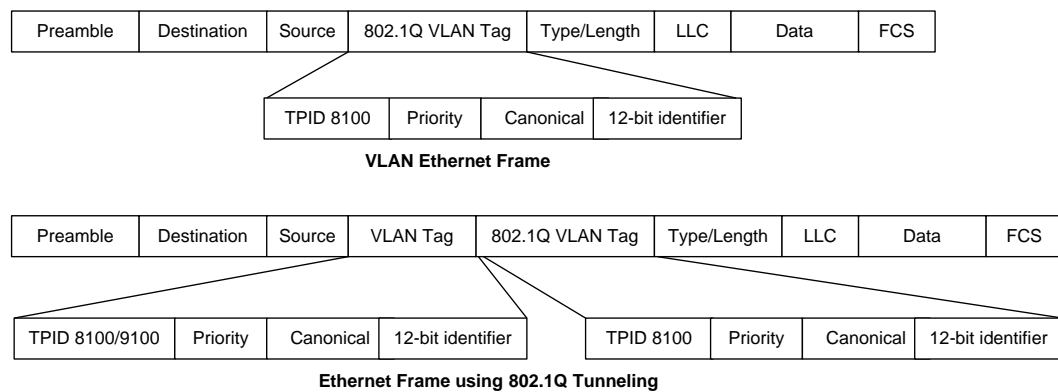 Preamble Destination Source 802.1Q VLAN Tag Type/Length LLC Data FCS
TPID 8100 Priority Canonical 12-bit identifier
VLAN Ethernet Frame
Preamble Destination Source VLAN Tag 802.1Q VLAN Tag Type/Length LLC Data FCS
TPID 8100/9100 Priority Canonical 12-bit identifier TPID 8100 Priority Canonical 12-bit identifier
Ethernet Frame using 802.1Q Tunneling